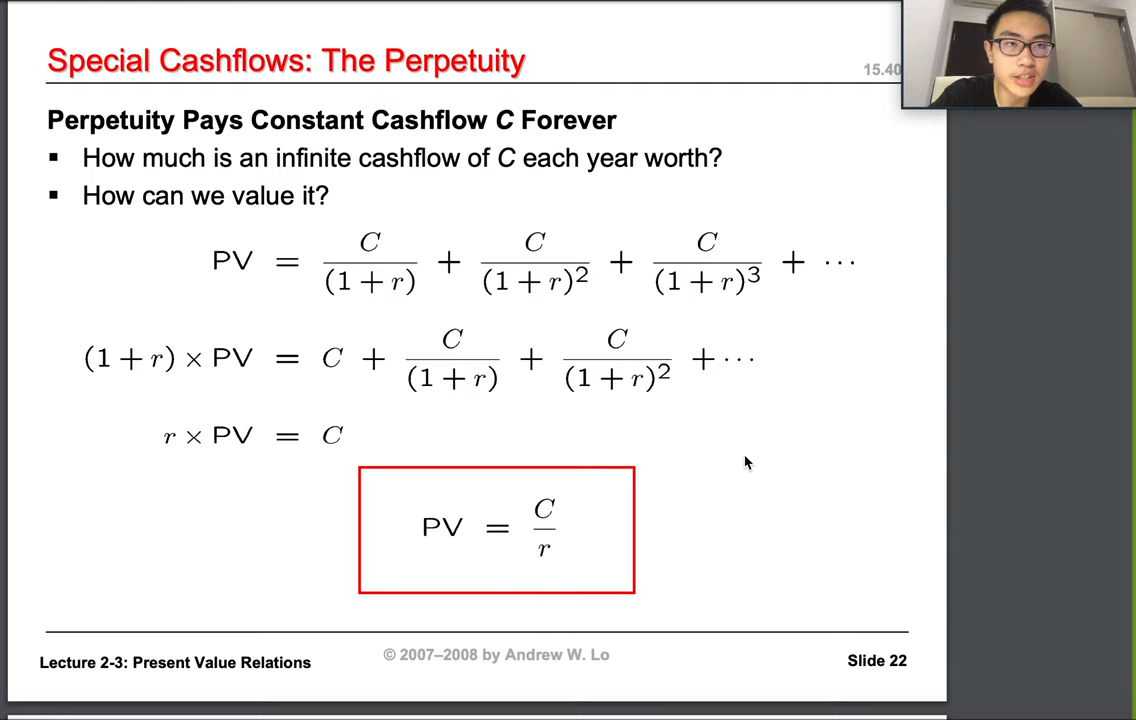 Special Cashflows: The Perpetuity
15.40
Perpetuity Pays Constant Cashflow C Forever
▪ How much is an infinite cashflow of C each year worth?
▪ How can we value it?
PV = C/(1 + r) + C/(1 + r)² + C/(1 + r)³ + ⋯
(1 + r) × PV = C + C/(1 + r) + C/(1 + r)² + ⋯
r × PV = C
PV = C/r
Lecture 2-3: Present Value Relations
© 2007–2008 by Andrew W. Lo
Slide 22